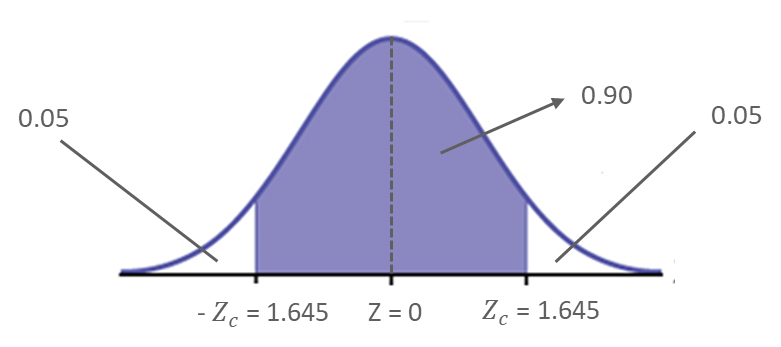 0.90
0.05
0.05
- Z_c = 1.645
Z = 0
Z_c = 1.645